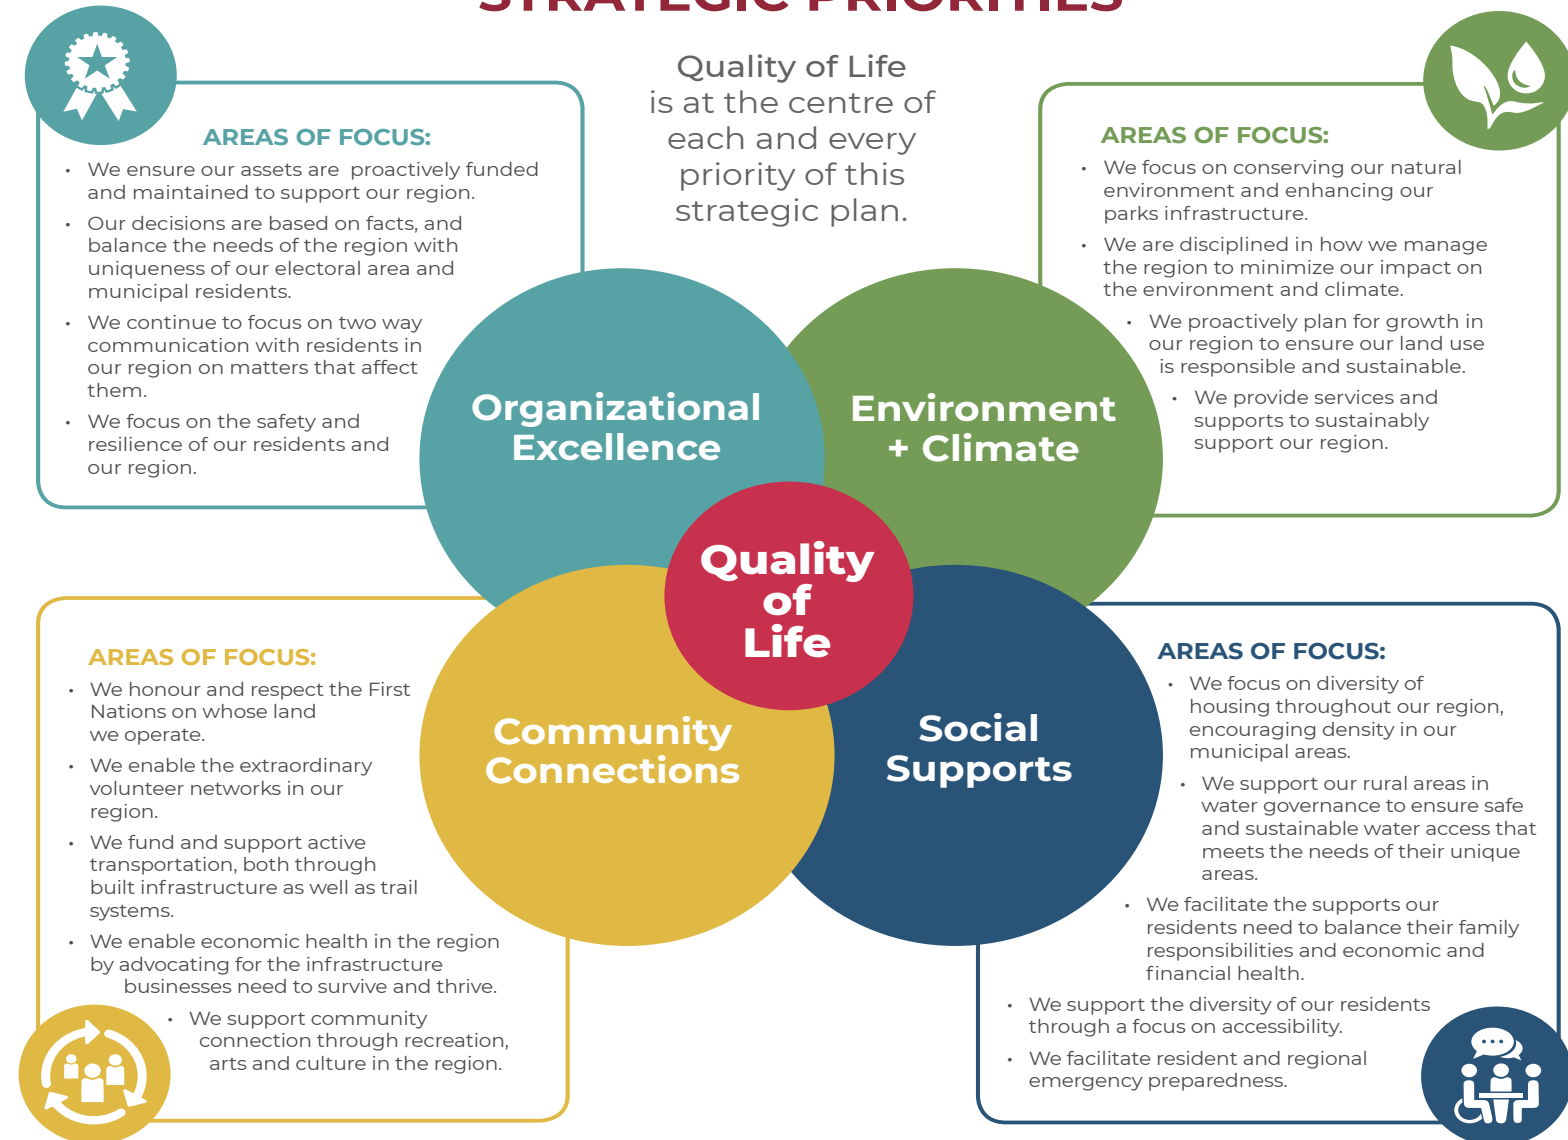 STRATEGIC PRIORITIES
Quality of Life
is at the centre of
each and every
priority of this
strategic plan.
AREAS OF FOCUS:
• We ensure our assets are proactively funded
and maintained to support our region.
• Our decisions are based on facts, and
balance the needs of the region with
uniqueness of our electoral area and
municipal residents.
• We continue to focus on two way
communication with residents in
our region on matters that affect
them.
• We focus on the safety and
resilience of our residents and
our region.
AREAS OF FOCUS:
• We focus on conserving our natural
environment and enhancing our
parks infrastructure.
• We are disciplined in how we manage
the region to minimize our impact on
the environment and climate.
• We proactively plan for growth in
our region to ensure our land use
is responsible and sustainable.
• We provide services and
supports to sustainably
support our region.
Organizational
Excellence
Environment
+ Climate
Quality
of
Life
Community
Connections
Social
Supports
AREAS OF FOCUS:
• We honour and respect the First
Nations on whose land
we operate.
• We enable the extraordinary
volunteer networks in our
region.
• We fund and support active
transportation, both through
built infrastructure as well as trail
systems.
• We enable economic health in the region
by advocating for the infrastructure
businesses need to survive and thrive.
• We support community
connection through recreation,
arts and culture in the region.
AREAS OF FOCUS:
• We focus on diversity of
housing throughout our region,
encouraging density in our
municipal areas.
• We support our rural areas in
water governance to ensure safe
and sustainable water access that
meets the needs of their unique
areas.
• We facilitate the supports our
residents need to balance their family
responsibilities and economic and
financial health.
• We support the diversity of our residents
through a focus on accessibility.
• We facilitate resident and regional
emergency preparedness.